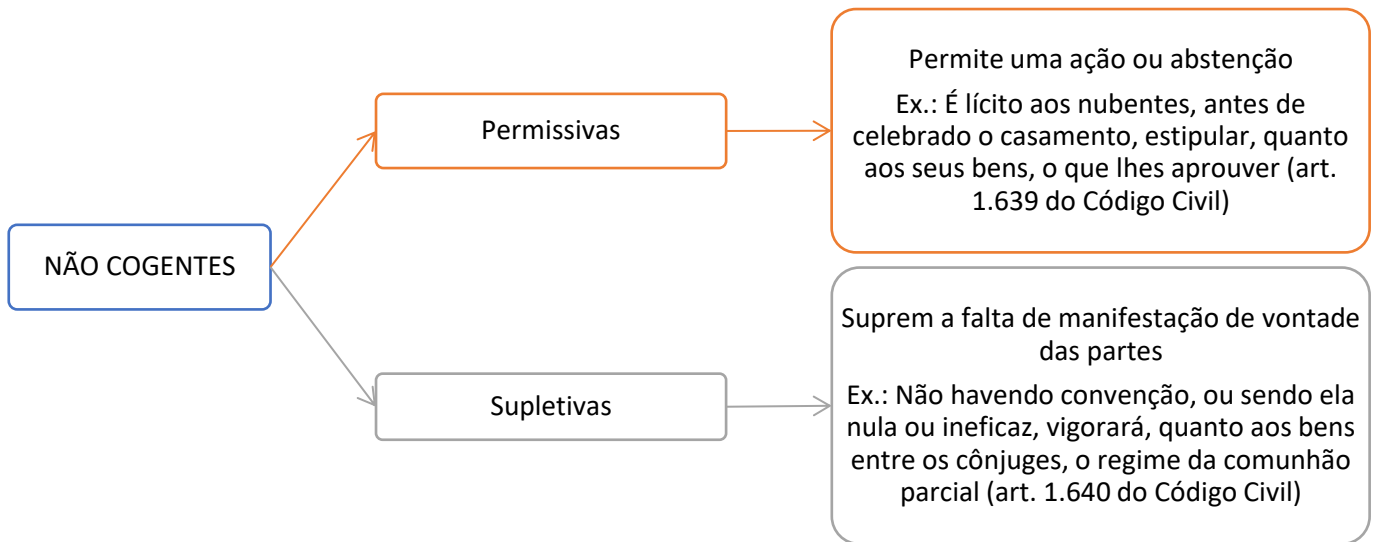 NÃO COGENTES
Permissivas
Permite uma ação ou abstenção
Ex.: É lícito aos nubentes, antes de
celebrado o casamento, estipular, quanto
aos seus bens, o que lhes aprouver (art.
1.639 do Código Civil)
Supletivas
Suprem a falta de manifestação de vontade
das partes
Ex.: Não havendo convenção, ou sendo ela
nula ou ineficaz, vigorará, quanto aos bens
entre os cônjuges, o regime da comunhão
parcial (art. 1.640 do Código Civil)